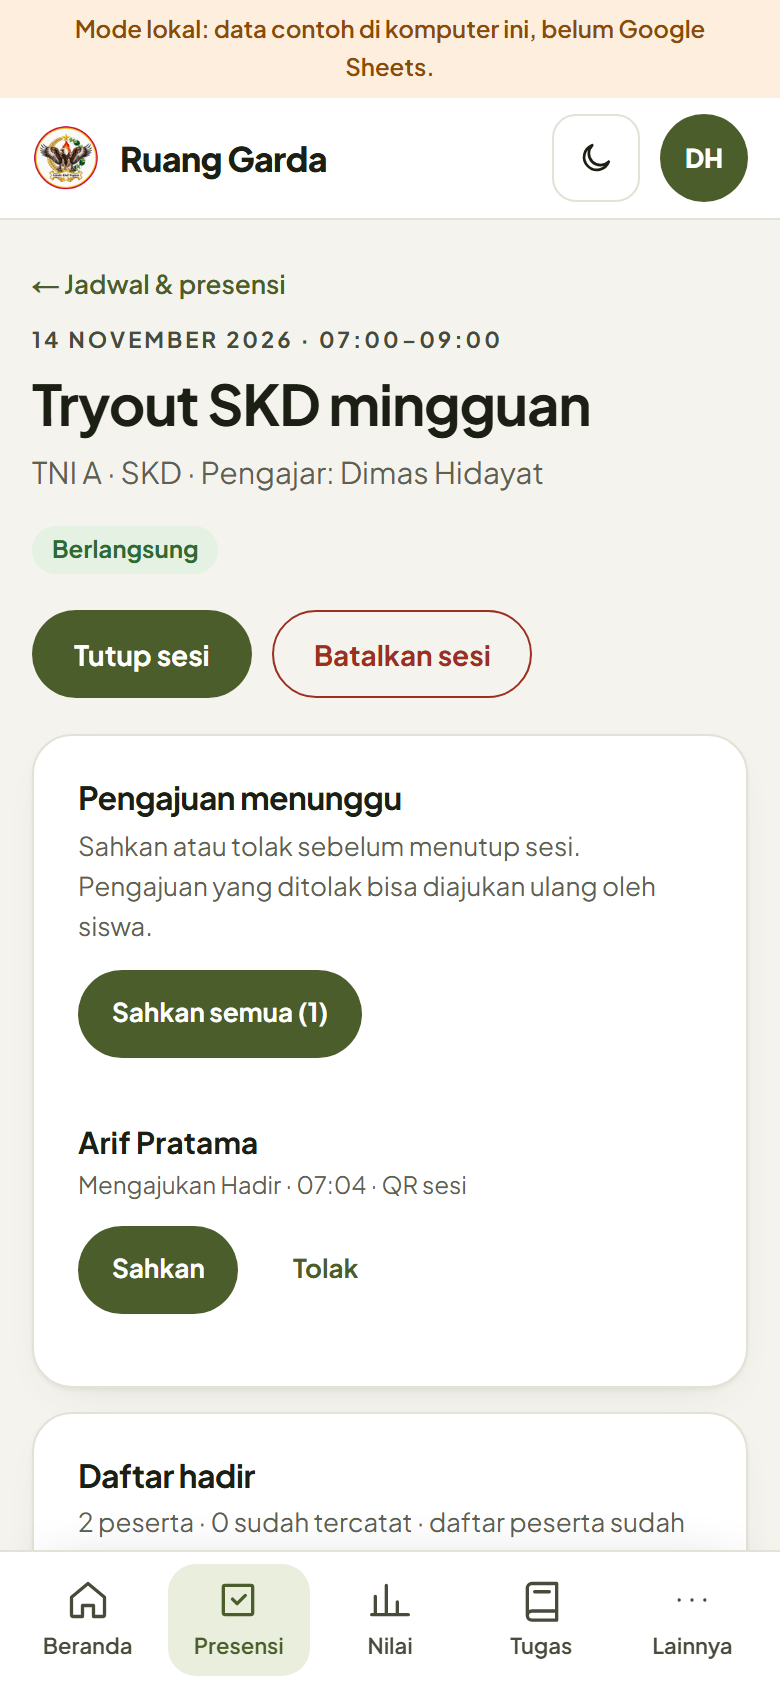 Mode lokal: data contoh di komputer ini, belum Google
Sheets.
Ruang Garda
DH
← Jadwal & presensi
14 NOVEMBER 2026 · 07:00–09:00
Tryout SKD mingguan
TNI A · SKD · Pengajar: Dimas Hidayat
Berlangsung
Tutup sesi
Batalkan sesi
Pengajuan menunggu
Sahkan atau tolak sebelum menutup sesi.
Pengajuan yang ditolak bisa diajukan ulang oleh
siswa.
Sahkan semua (1)
Arif Pratama
Mengajukan Hadir · 07:04 · QR sesi
Sahkan
Tolak
Daftar hadir
2 peserta · 0 sudah tercatat · daftar peserta sudah
Beranda
Presensi
Nilai
Tugas
Lainnya